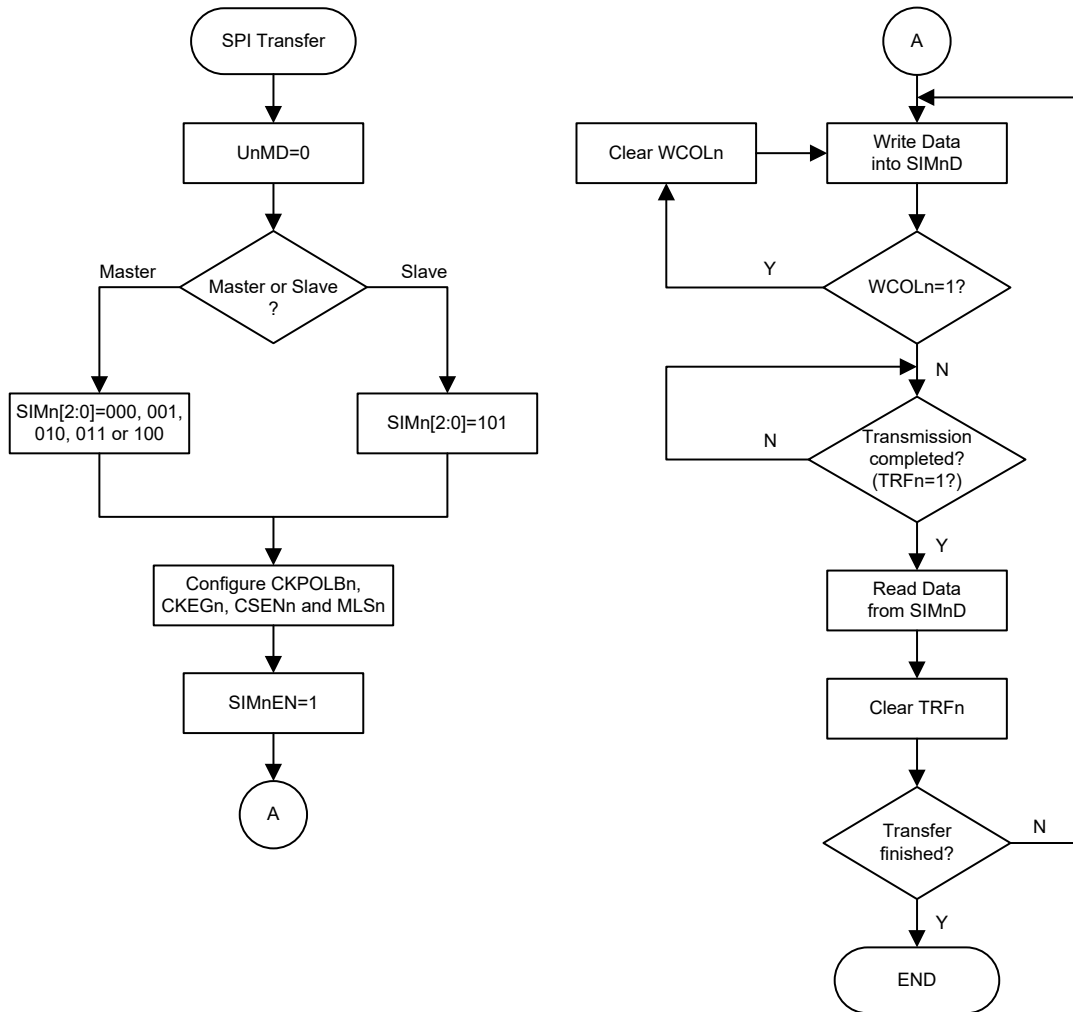 SPI Transfer
UnMD=0
Master
Slave
Master or Slave
?
SIMn[2:0]=000, 001,
010, 011 or 100
SIMn[2:0]=101
Configure CKPOLBn,
CKEGn, CSENn and MLSn
SIMnEN=1
A
A
Clear WCOLn
Write Data
into SIMnD
Y
WCOLn=1?
N
N
Transmission
completed?
(TRFn=1?)
Y
Read Data
from SIMnD
Clear TRFn
Transfer
finished?
N
Y
END